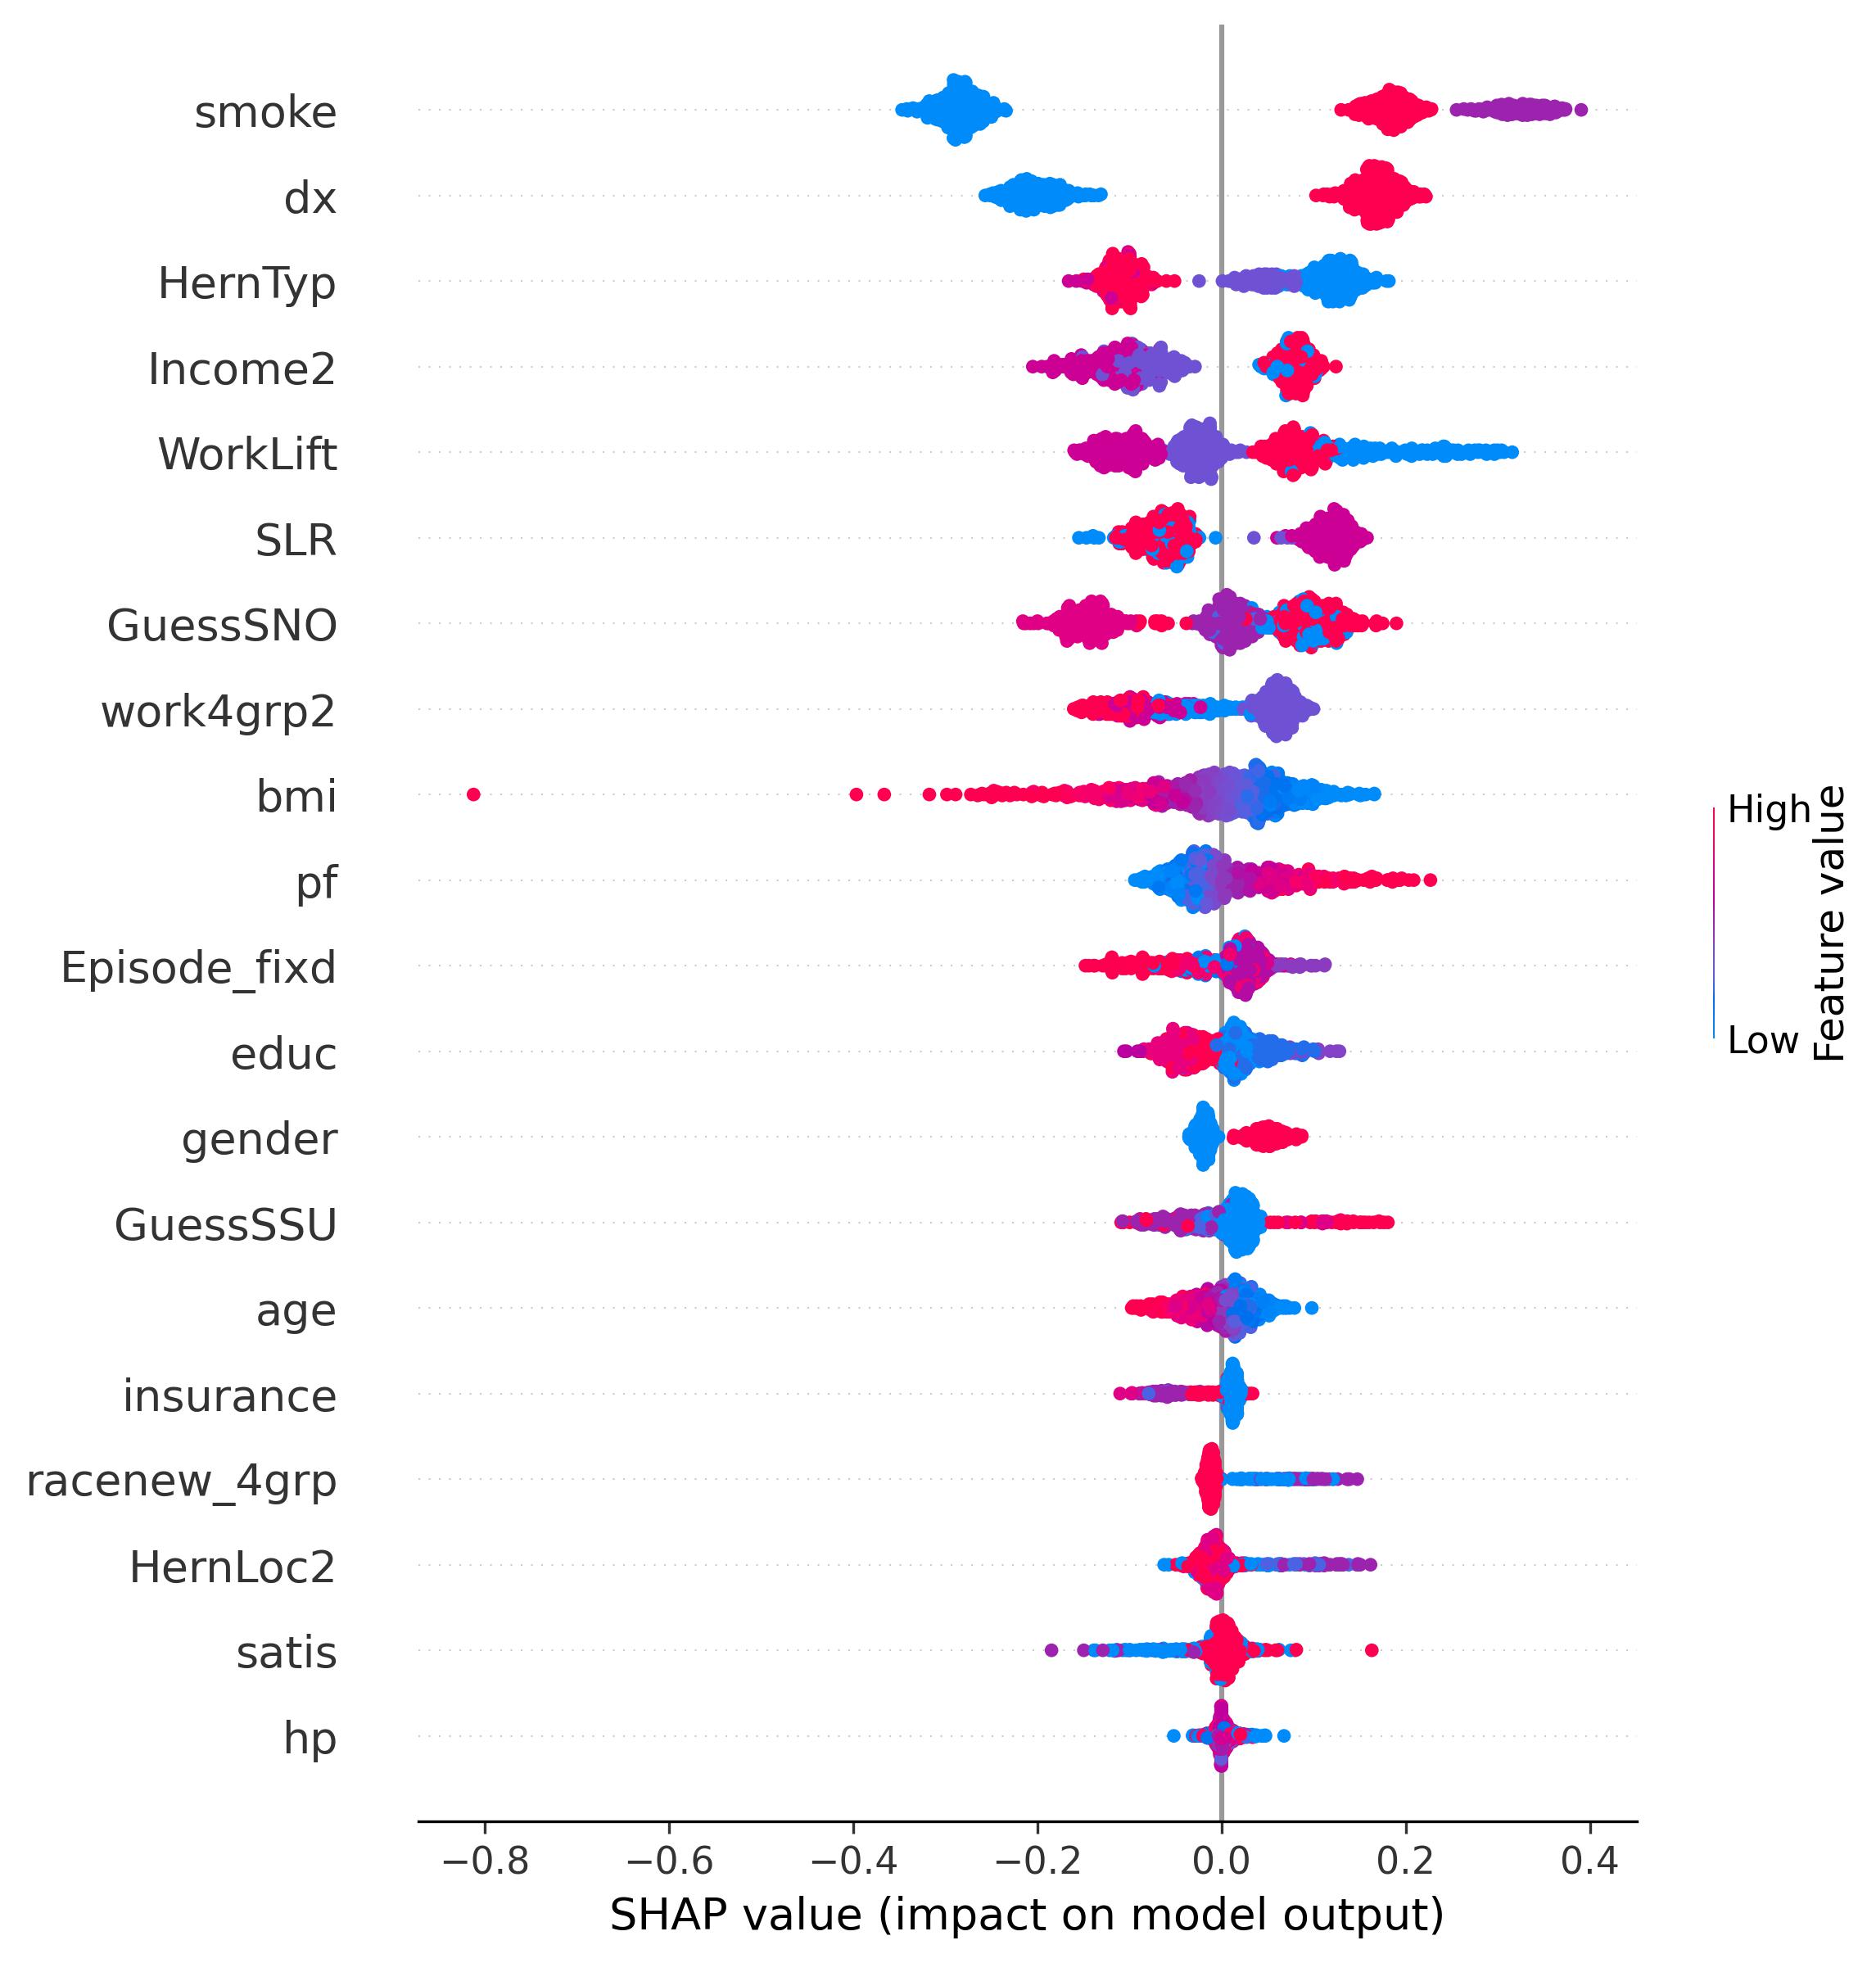 smoke
dx
HernTyp
Income2
WorkLift
SLR
GuessSNO
work4grp2
bmi
pf
Episode_fixd
educ
gender
GuessSSU
age
insurance
racenew_4grp
HernLoc2
satis
hp
−0.8 −0.6 −0.4 −0.2 0.0 0.2 0.4
SHAP value (impact on model output)
High
Low
Feature value